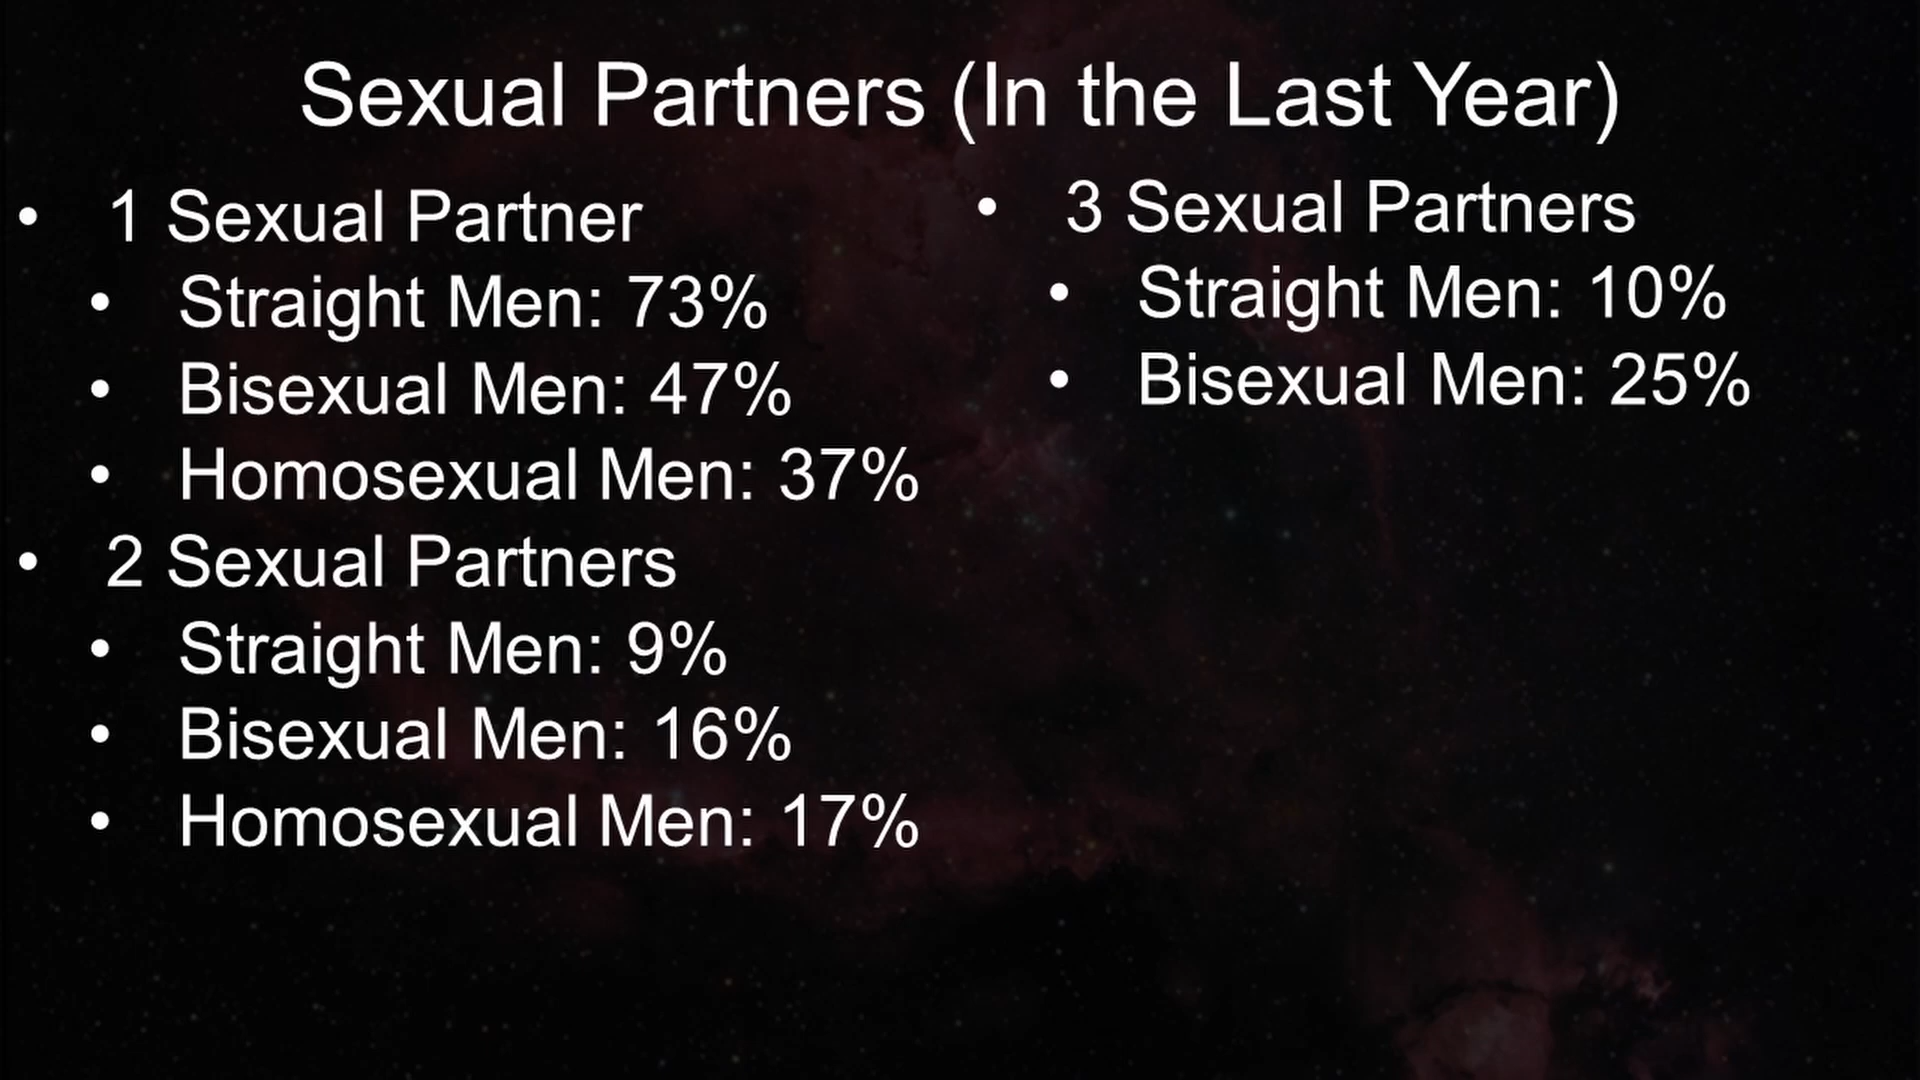 Sexual Partners (In the Last Year)
• 1 Sexual Partner
• Straight Men: 73%
• Bisexual Men: 47%
• Homosexual Men: 37%
• 2 Sexual Partners
• Straight Men: 9%
• Bisexual Men: 16%
• Homosexual Men: 17%
• 3 Sexual Partners
• Straight Men: 10%
• Bisexual Men: 25%